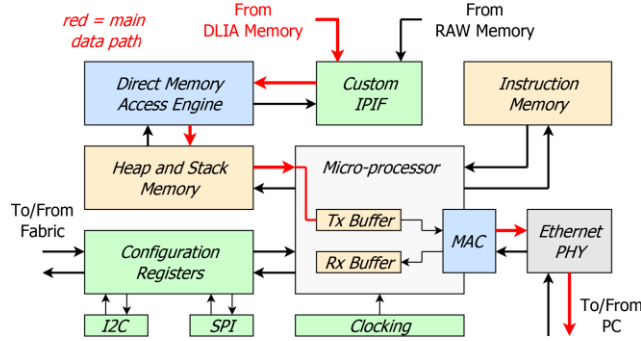 red = main
data path
From
DLIA Memory
From
RAW Memory
Direct Memory
Access Engine
Custom
IPIF
Instruction
Memory
Heap and Stack
Memory
Micro-processor
To/From
Fabric
Configuration
Registers
Tx Buffer
Rx Buffer
MAC
Ethernet
PHY
I2C
SPI
Clocking
To/From
PC